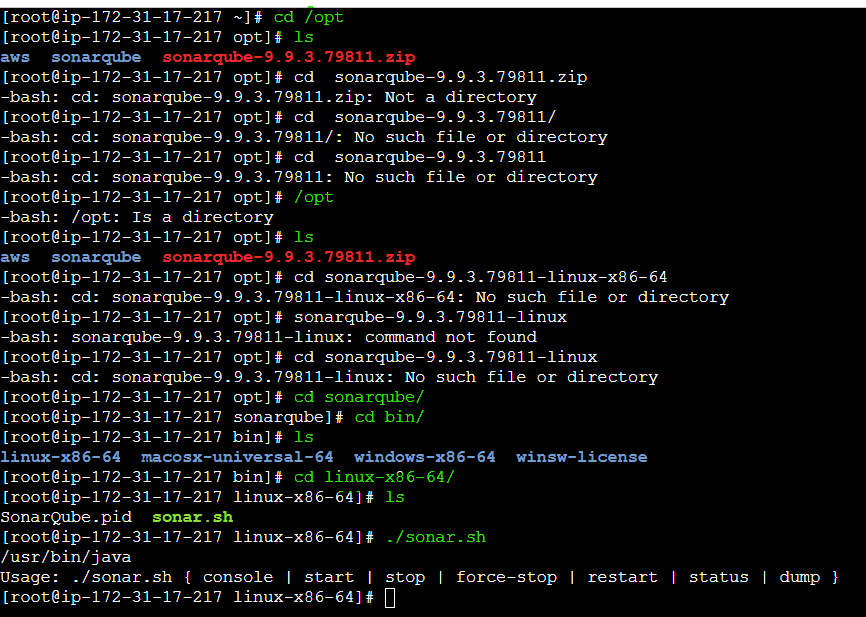 [root@ip-172-31-17-217 ~]# cd /opt
[root@ip-172-31-17-217 opt]# ls
aws  sonarqube  sonarqube-9.9.3.79811.zip
[root@ip-172-31-17-217 opt]# cd  sonarqube-9.9.3.79811.zip
-bash: cd: sonarqube-9.9.3.79811.zip: Not a directory
[root@ip-172-31-17-217 opt]# cd  sonarqube-9.9.3.79811/
-bash: cd: sonarqube-9.9.3.79811/: No such file or directory
[root@ip-172-31-17-217 opt]# cd  sonarqube-9.9.3.79811
-bash: cd: sonarqube-9.9.3.79811: No such file or directory
[root@ip-172-31-17-217 opt]# /opt
-bash: /opt: Is a directory
[root@ip-172-31-17-217 opt]# ls
aws  sonarqube  sonarqube-9.9.3.79811.zip
[root@ip-172-31-17-217 opt]# cd sonarqube-9.9.3.79811-linux-x86-64
-bash: cd: sonarqube-9.9.3.79811-linux-x86-64: No such file or directory
[root@ip-172-31-17-217 opt]# sonarqube-9.9.3.79811-linux
-bash: sonarqube-9.9.3.79811-linux: command not found
[root@ip-172-31-17-217 opt]# cd sonarqube-9.9.3.79811-linux
-bash: cd: sonarqube-9.9.3.79811-linux: No such file or directory
[root@ip-172-31-17-217 opt]# cd sonarqube/
[root@ip-172-31-17-217 sonarqube]# cd bin/
[root@ip-172-31-17-217 bin]# ls
linux-x86-64  macosx-universal-64  windows-x86-64  winsw-license
[root@ip-172-31-17-217 bin]# cd linux-x86-64/
[root@ip-172-31-17-217 linux-x86-64]# ls
SonarQube.pid  sonar.sh
[root@ip-172-31-17-217 linux-x86-64]# ./sonar.sh
/usr/bin/java
Usage: ./sonar.sh { console | start | stop | force-stop | restart | status | dump }
[root@ip-172-31-17-217 linux-x86-64]#